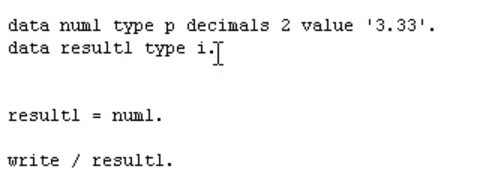 data num1 type p decimals 2 value '3.33'.
data result1 type i.
result1 = num1.
write / result1.